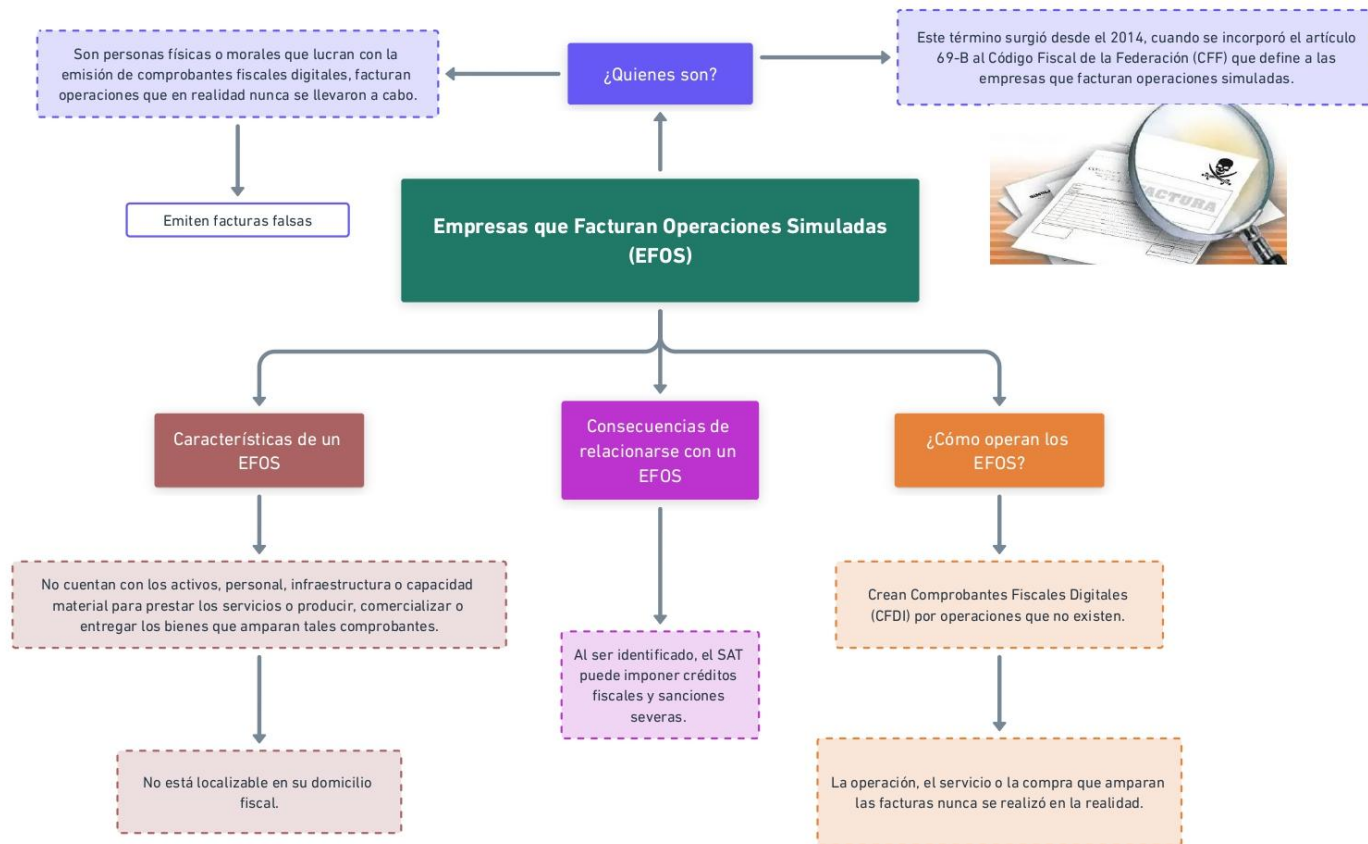 Son personas físicas o morales que lucran con la
emisión de comprobantes fiscales digitales, facturan
operaciones que en realidad nunca se llevaron a cabo.
¿Quienes son?
Este término surgió desde el 2014, cuando se incorporó el artículo
69-B al Código Fiscal de la Federación (CFF) que define a las
empresas que facturan operaciones simuladas.
Emiten facturas falsas
FACTURA
Empresas que Facturan Operaciones Simuladas
(EFOS)
Características de un
EFOS
Consecuencias de
relacionarse con un
EFOS
¿Cómo operan los
EFOS?
No cuentan con los activos, personal, infraestructura o capacidad
material para prestar los servicios o producir, comercializar o
entregar los bienes que amparan tales comprobantes.
Al ser identificado, el SAT
puede imponer créditos
fiscales y sanciones
severas.
Crean Comprobantes Fiscales Digitales
(CFDI) por operaciones que no existen.
No está localizable en su domicilio
fiscal.
La operación, el servicio o la compra que amparan
las facturas nunca se realizó en la realidad.